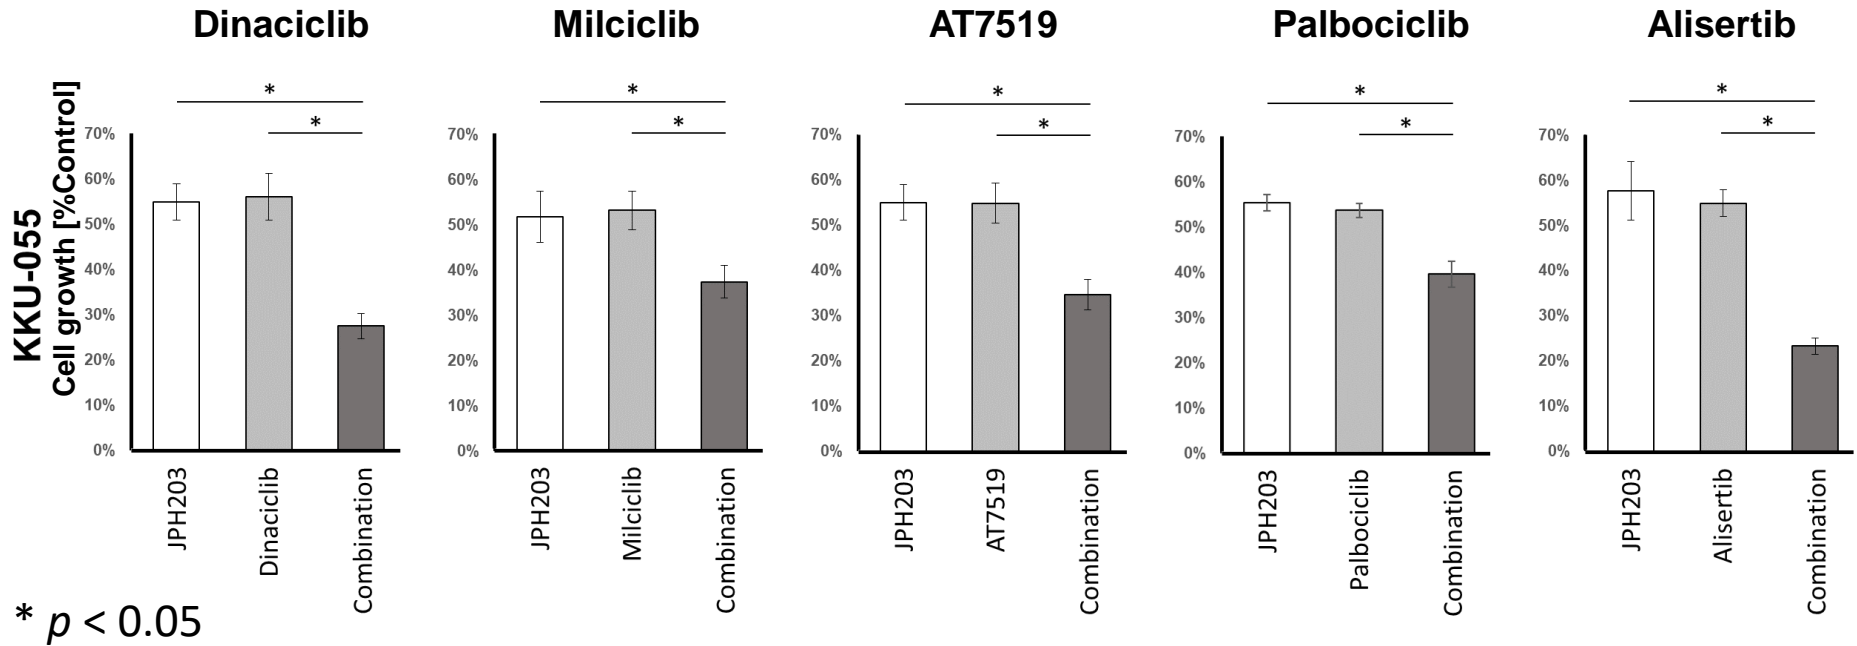 Dinaciclib
Milciclib
AT7519
Palbociclib
Alisertib
KKU-055
Cell growth [%Control]
*
*
70%
60%
50%
40%
30%
20%
10%
0%
JPH203
Dinaciclib
Combination
*
*
70%
60%
50%
40%
30%
20%
10%
0%
JPH203
Milciclib
Combination
*
*
70%
60%
50%
40%
30%
20%
10%
0%
JPH203
AT7519
Combination
*
*
70%
60%
50%
40%
30%
20%
10%
0%
JPH203
Palbociclib
Combination
*
*
70%
60%
50%
40%
30%
20%
10%
0%
JPH203
Alisertib
Combination
* p < 0.05